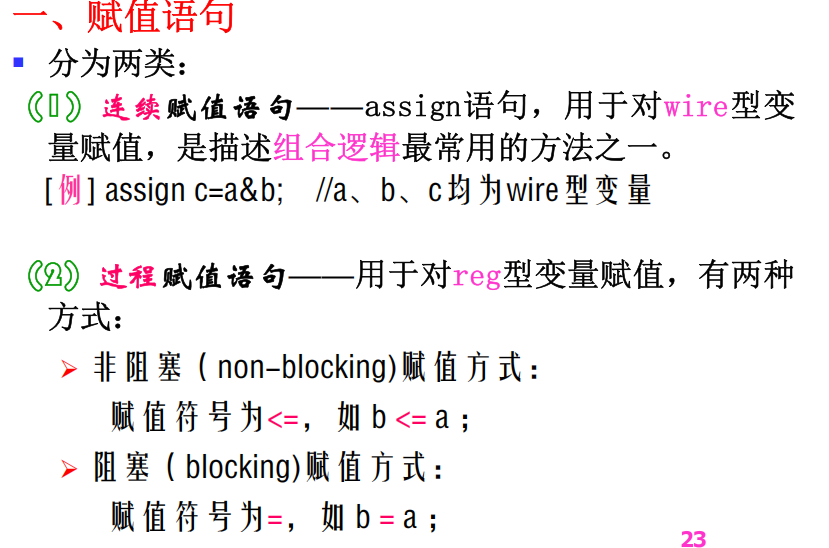 一、赋值语句
分为两类：
(1) 连续赋值语句——assign语句，用于对wire型变
量赋值，是描述组合逻辑最常用的方法之一。
[例] assign c=a&b; //a、b、c均为wire型变量
(2) 过程赋值语句——用于对reg型变量赋值，有两种
方式：
非阻塞（non-blocking)赋值方式：
赋值符号为<=，如 b <= a ；
阻塞（blocking)赋值方式：
赋值符号为=，如 b = a ；
23